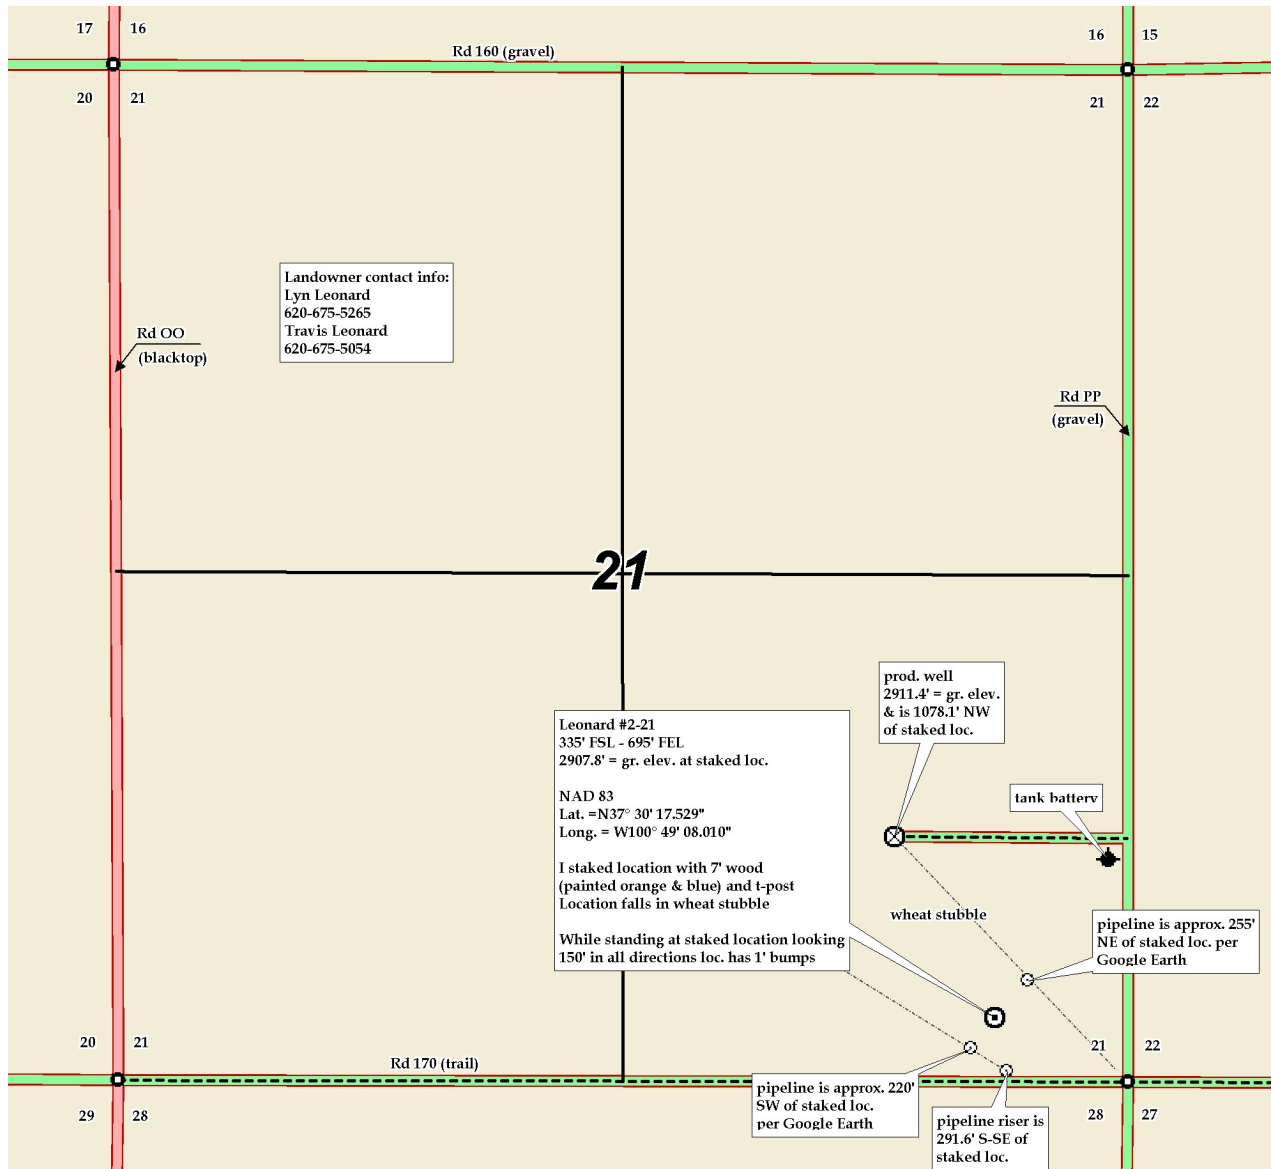 17 16
16 15
Rd 160 (gravel)
20 21
21 22
Landowner contact info:
Lyn Leonard
620-675-5265
Travis Leonard
620-675-5054
Rd OO
(blacktop)
Rd PP
(gravel)
21
prod. well
2911.4' = gr. elev.
& is 1078.1' NW
of staked loc.
Leonard #2-21
335' FSL - 695' FEL
2907.8' = gr. elev. at staked loc.
NAD 83
Lat. =N37° 30' 17.529"
Long. = W100° 49' 08.010"
I staked location with 7' wood
(painted orange & blue) and t-post
Location falls in wheat stubble
While standing at staked location looking
150' in all directions loc. has 1' bumps
tank battery
wheat stubble
pipeline is approx. 255'
NE of staked loc. per
Google Earth
20 21
21 22
Rd 170 (trail)
29 28
28 27
pipeline is approx. 220'
SW of staked loc.
per Google Earth
pipeline riser is
291.6' S-SE of
staked loc.